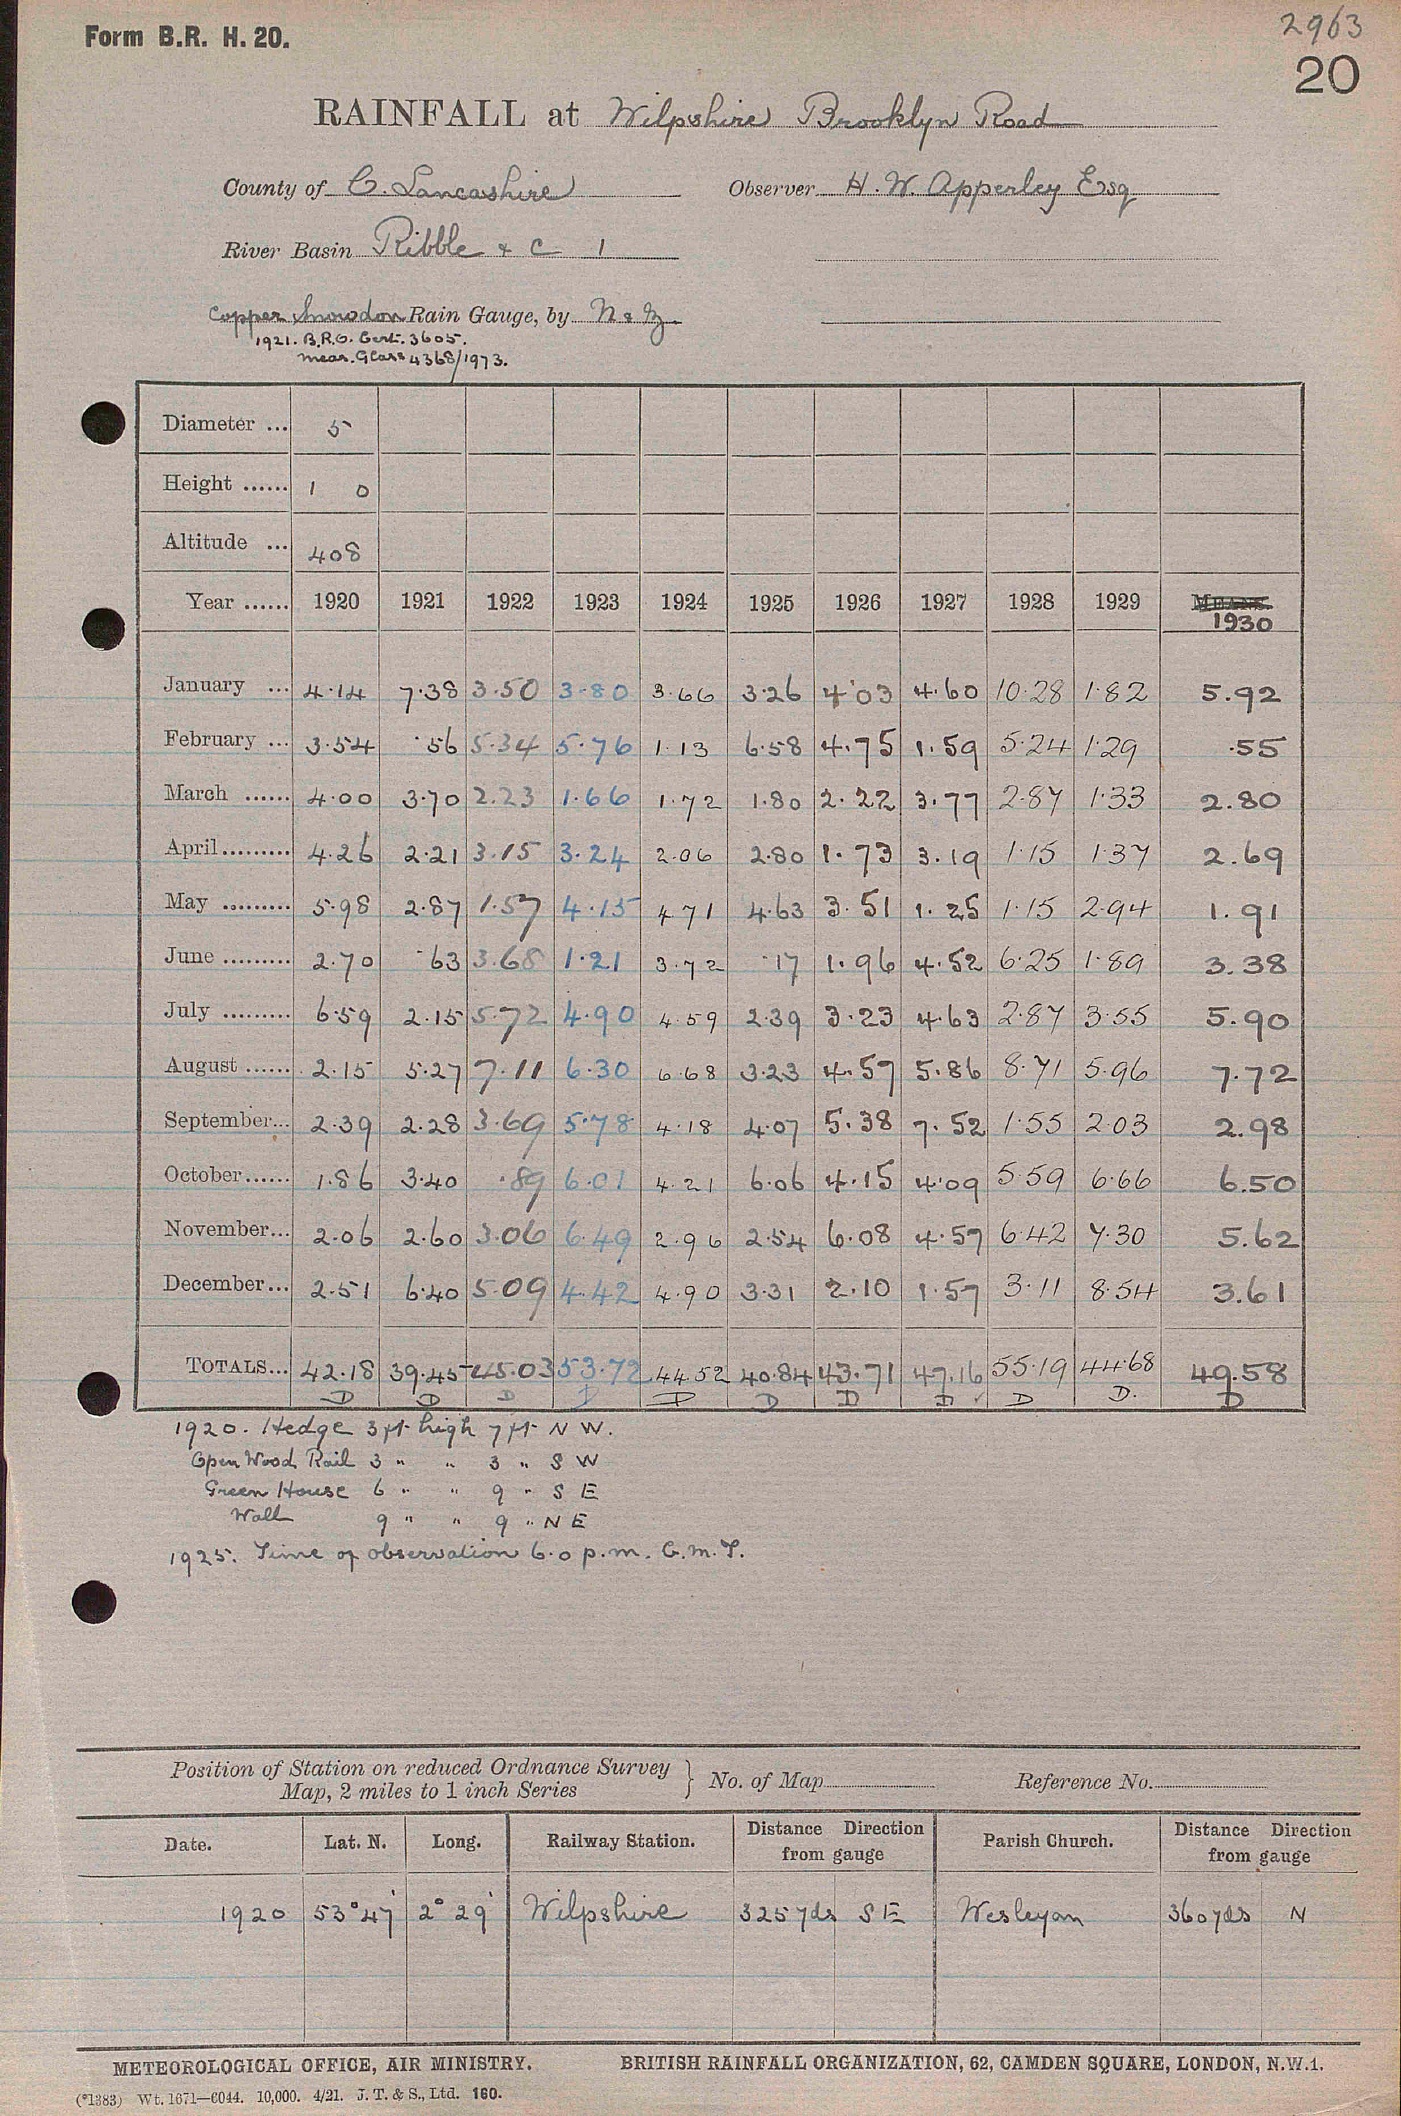 Form B.R. H. 20.
2963
20
RAINFALL at Wilpshire Brooklyn Road
County of C. Lancashire Observer H. W. Apperley Esq
River Basin Ribble & C 1
Copper Snowdon Rain Gauge, by N & Z
1921. B.R.O. Cert. 3605.
Meas. Glass 4368/1973.
Diameter ... 5
Height ...... 1 0
Altitude ... 408
Year ...... 1920 1921 1922 1923 1924 1925 1926 1927 1928 1929 MEANS. 1930
January ... 4.14 7.38 3.50 3.80 3.66 3.26 4.03 4.60 10.28 1.82 5.92
February ... 3.54 .56 5.34 5.76 1.13 6.58 4.75 1.59 5.24 1.29 .55
March ...... 4.00 3.70 2.23 1.66 1.72 1.80 2.22 3.77 2.87 1.33 2.80
April ......... 4.26 2.21 3.15 3.24 2.06 2.80 1.73 3.19 1.15 1.37 2.69
May ......... 5.98 2.87 1.57 4.15 4.71 4.63 3.51 1.25 1.15 2.94 1.91
June ......... 2.70 .63 3.68 1.21 3.72 .17 1.96 4.52 6.25 1.89 3.38
July ......... 6.59 2.15 5.72 4.90 4.59 2.39 3.23 4.63 2.87 3.55 5.90
August ...... 2.15 5.27 7.11 6.30 6.68 3.23 4.57 5.86 8.71 5.96 7.72
September... 2.39 2.28 3.69 5.78 4.18 4.07 5.38 7.52 1.55 2.03 2.98
October...... 1.86 3.40 .89 6.01 4.21 6.06 4.15 4.09 5.59 6.66 6.50
November... 2.06 2.60 3.06 6.49 2.96 2.54 6.08 4.57 6.42 7.30 5.62
December... 2.51 6.40 5.09 4.42 4.90 3.31 2.10 1.57 3.11 8.54 3.61
TOTALS... 42.18 39.45 45.03 53.72 44.52 40.84 43.71 47.16 55.19 44.68 49.58
D D D D D D D D ✓ D D. D
1920. Hedge 3 ft high 7 ft N W.
Open Wood Rail 3 " " 3 " S W
Green House 6 " " 9 " S E
Wall 9 " " 9 " N E
1925. Time of observation 6.0 p.m. G.M.T.
Position of Station on reduced Ordnance Survey
Map, 2 miles to 1 inch Series } No. of Map Reference No.
Date. Lat. N. Long. Railway Station. Distance Direction from gauge Parish Church. Distance Direction from gauge
1920 53°47' 2°29' Wilpshire 325 yds S E Wesleyan 360 yds N
METEOROLOGICAL OFFICE, AIR MINISTRY. BRITISH RAINFALL ORGANIZATION, 62, CAMDEN SQUARE, LONDON, N.W.1.
(*1383) Wt. 1671—6044. 10,000. 4/21. J. T. & S., Ltd. 160.